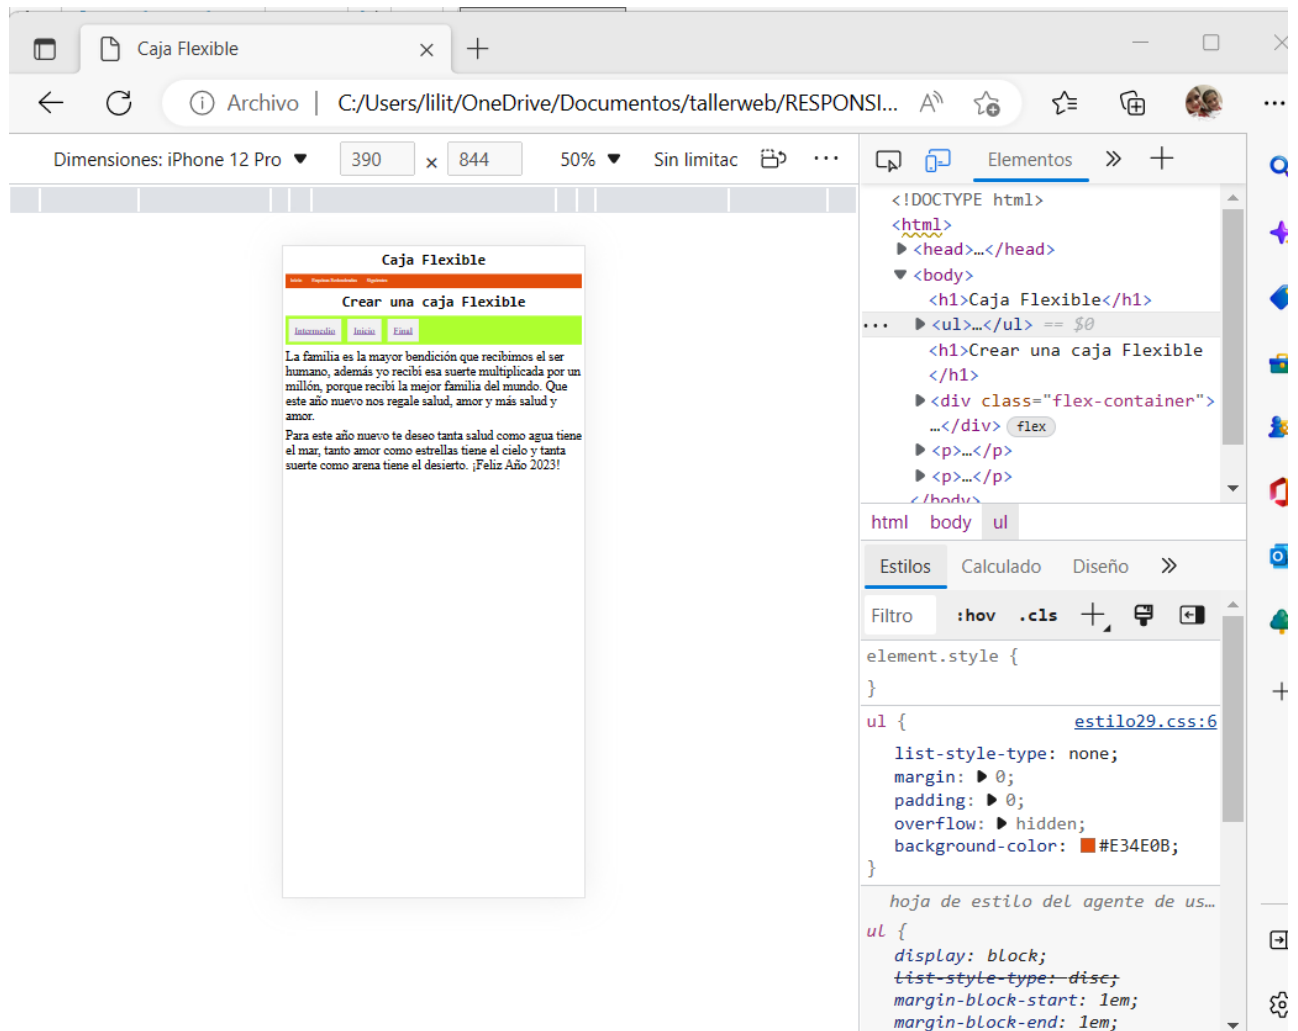 Caja Flexible
Archivo | C:/Users/lilit/OneDrive/Documentos/tallerweb/RESPONSI...
Dimensiones: iPhone 12 Pro 390 × 844 50% Sin limitac
Elementos
Caja Flexible
Inicio
Crear una caja Flexible
Intermedio Inicio Final
La familia es la mayor bendición que recibimos el ser
humano, además yo recibi esa suerte multiplicada por un
millón, porque recibi la mejor familia del mundo. Que
este año nuevo nos regale salud, amor y más salud y
amor.
Para este año nuevo te deseo tanta salud como agua tiene
el mar, tanto amor como estrellas tiene el cielo y tanta
suerte como arena tiene el desierto. ¡Feliz Año 2023!
<!DOCTYPE html>
<html>
<head>…</head>
<body>
<h1>Caja Flexible</h1>
<ul>…</ul> == $0
<h1>Crear una caja Flexible
</h1>
<div class="flex-container">
…</div> flex
<p>…</p>
<p>…</p>
</body>
html body ul
Estilos Calculado Diseño
Filtro :hov .cls
element.style {
}
ul { estilo29.css:6
list-style-type: none;
margin: 0;
padding: 0;
overflow: hidden;
background-color: #E34E0B;
}
hoja de estilo del agente de us…
ul {
display: block;
list-style-type: disc;
margin-block-start: 1em;
margin-block-end: 1em;